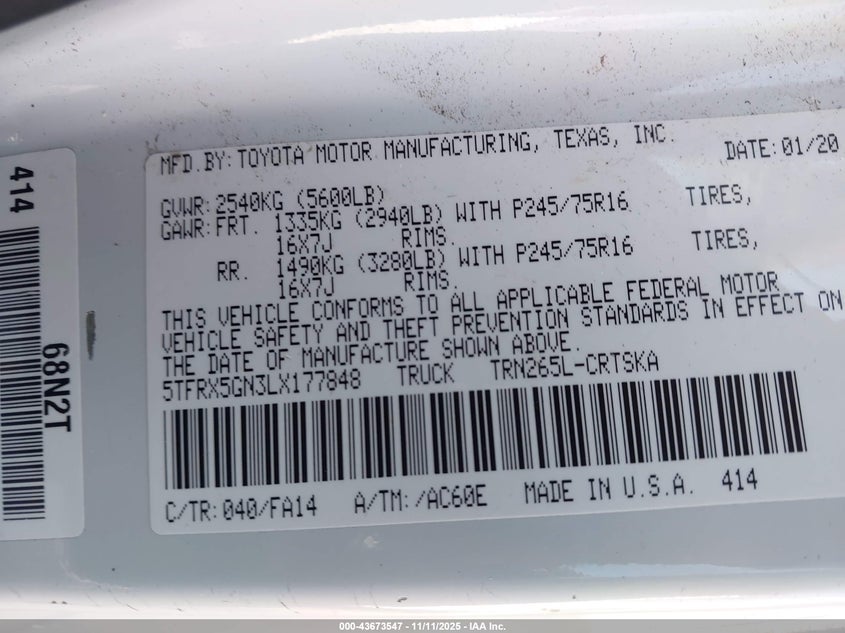 414
68N2T
MFD.BY: TOYOTA MOTOR MANUFACTURING, TEXAS, INC. DATE: 01/20
GVWR: 2540KG (5600LB)
GAWR: FRT. 1335KG (2940LB) WITH P245/75R16 TIRES,
16X7J RIMS.
RR. 1490KG (3280LB) WITH P245/75R16 TIRES,
16X7J RIMS.
THIS VEHICLE CONFORMS TO ALL APPLICABLE FEDERAL MOTOR
VEHICLE SAFETY AND THEFT PREVENTION STANDARDS IN EFFECT ON
THE DATE OF MANUFACTURE SHOWN ABOVE.
5TFRX5GN3LX177848 TRUCK TRN265L-CRTSKA
C/TR: 040/FA14 A/TM: /AC60E MADE IN U.S.A. 414
000-43673547 - 11/11/2025 - IAA Inc.